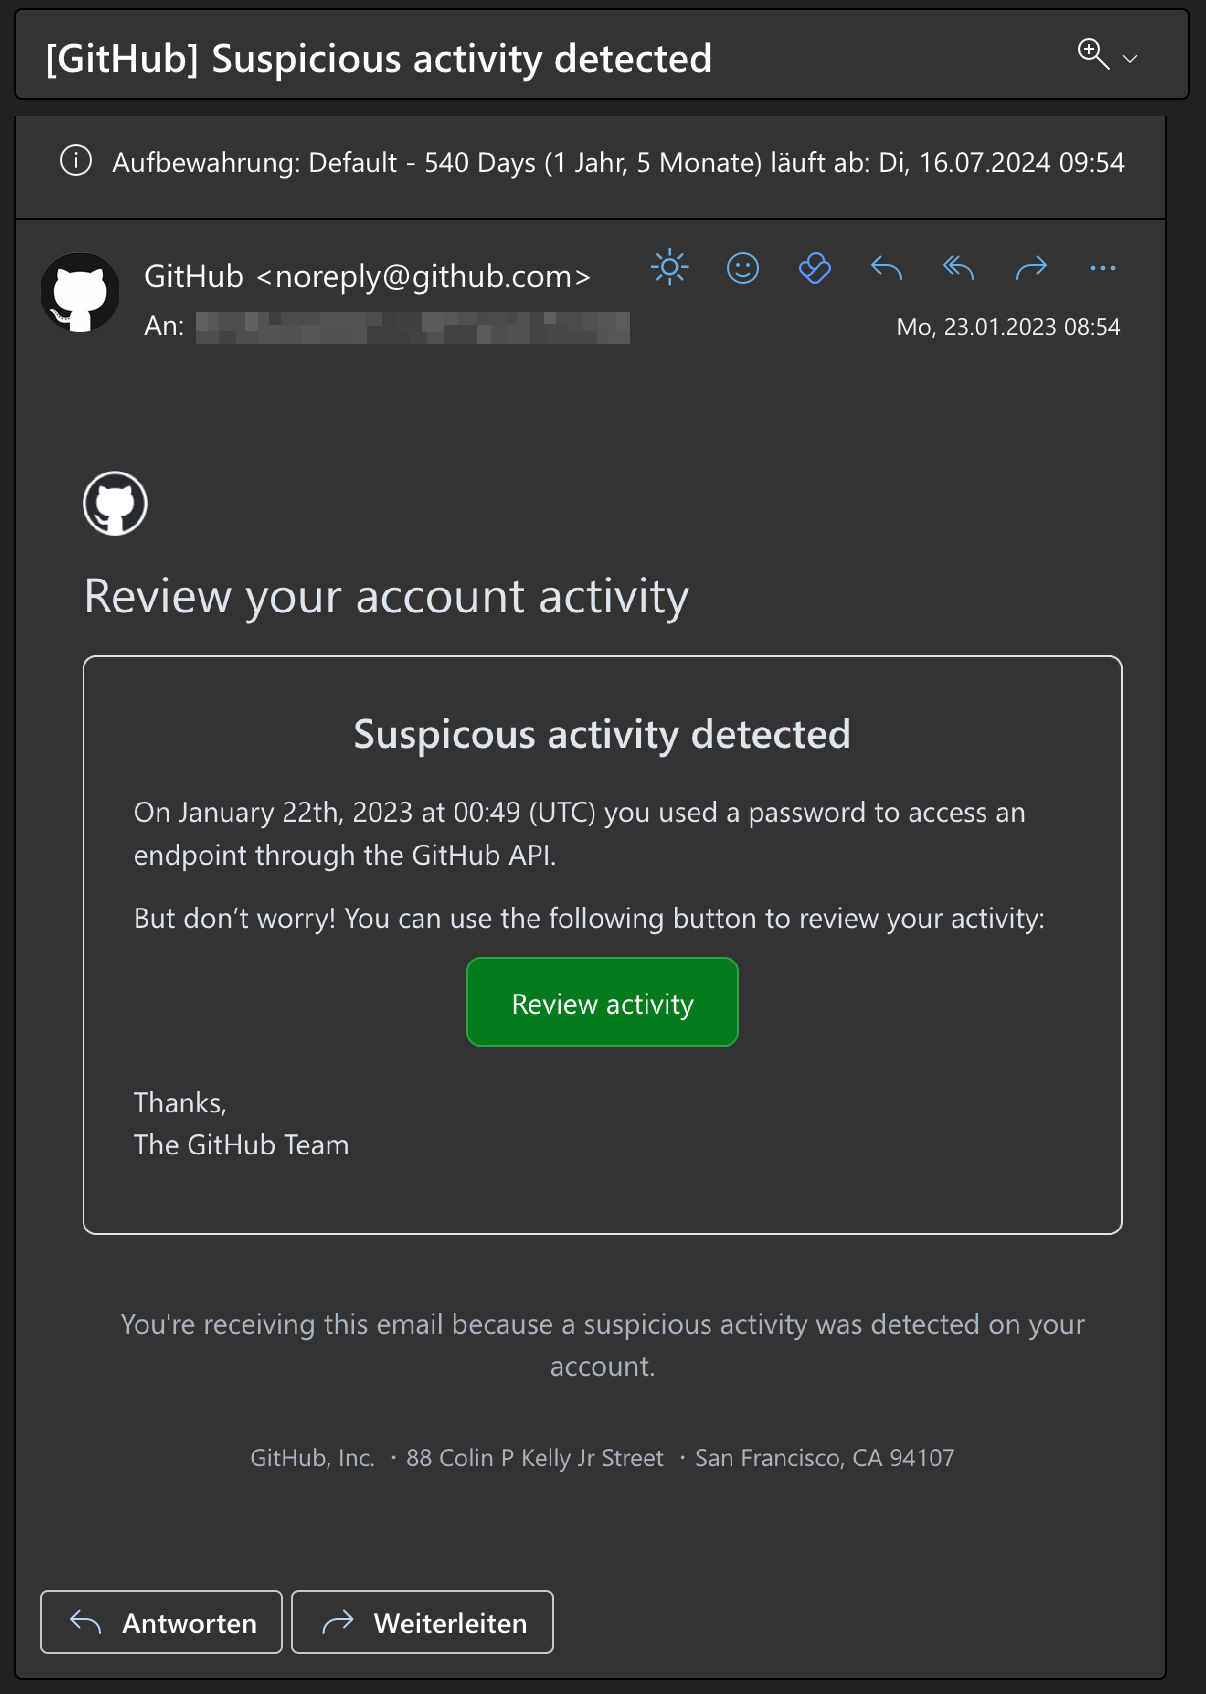 [GitHub] Suspicious activity detected
Aufbewahrung: Default - 540 Days (1 Jahr, 5 Monate) läuft ab: Di, 16.07.2024 09:54
GitHub <noreply@github.com>
An:
Mo, 23.01.2023 08:54
Review your account activity
Suspicous activity detected
On January 22th, 2023 at 00:49 (UTC) you used a password to access an
endpoint through the GitHub API.
But don’t worry! You can use the following button to review your activity:
Review activity
Thanks,
The GitHub Team
You're receiving this email because a suspicious activity was detected on your
account.
GitHub, Inc. ・88 Colin P Kelly Jr Street ・San Francisco, CA 94107
Antworten
Weiterleiten